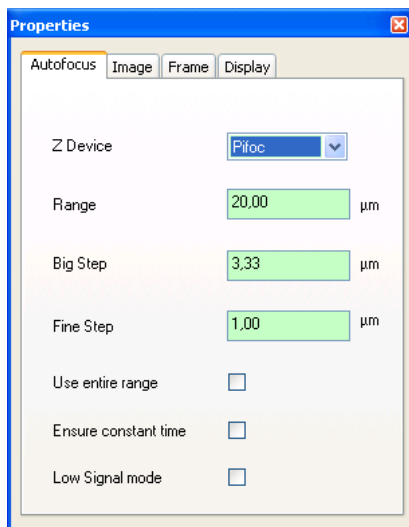 Properties
Autofocus Image Frame Display
Z Device Pifoc
Range 20,00 µm
Big Step 3,33 µm
Fine Step 1,00 µm
Use entire range
Ensure constant time
Low Signal mode